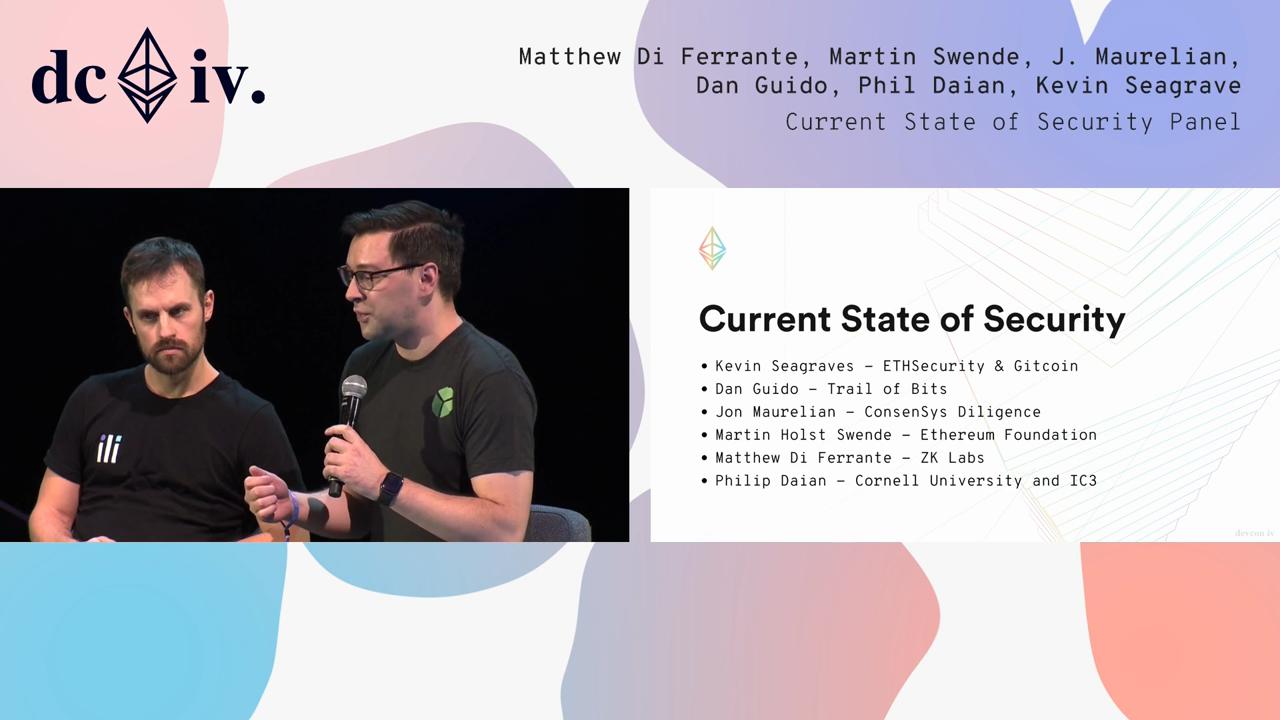 dc iv.
Matthew Di Ferrante, Martin Swende, J. Maurelian,
Dan Guido, Phil Daian, Kevin Seagrave
Current State of Security Panel
ili
Current State of Security
• Kevin Seagraves - ETHSecurity & Gitcoin
• Dan Guido - Trail of Bits
• Jon Maurelian - ConsenSys Diligence
• Martin Holst Swende - Ethereum Foundation
• Matthew Di Ferrante - ZK Labs
• Philip Daian - Cornell University and IC3
devcon iv